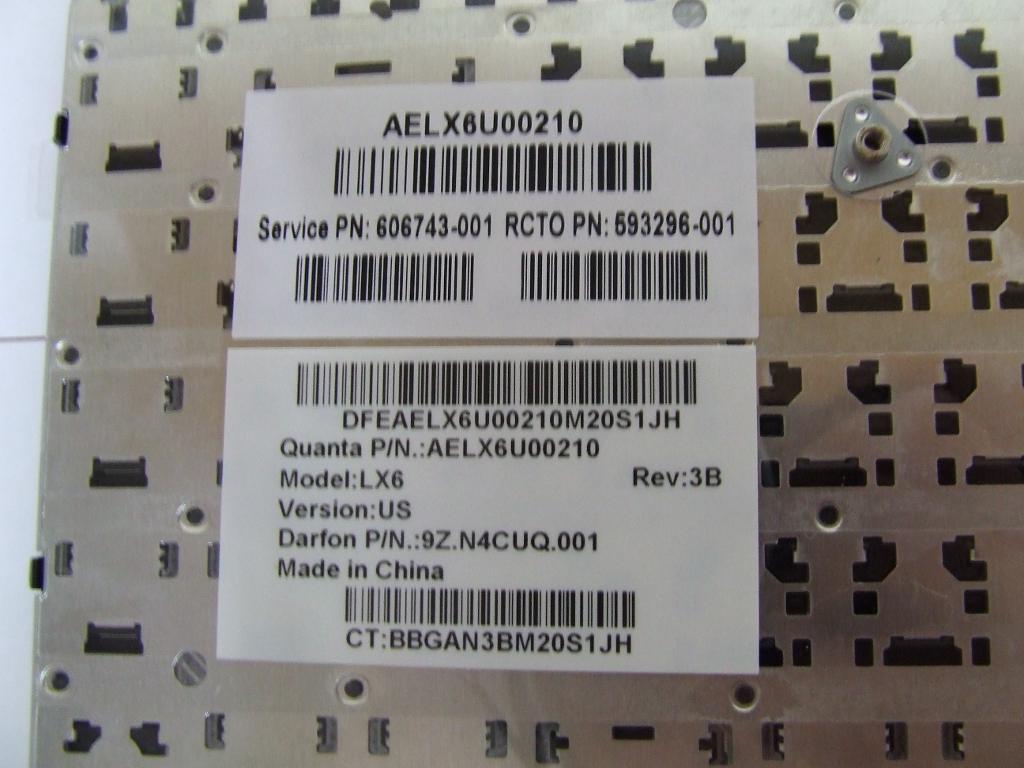 AELX6U00210
Service PN: 606743-001 RCTO PN: 593296-001
DFEAELX6U00210M20S1JH
Quanta P/N.:AELX6U00210
Model:LX6 Rev:3B
Version:US
Darfon P/N.:9Z.N4CUQ.001
Made in China
CT:BBGAN3BM20S1JH